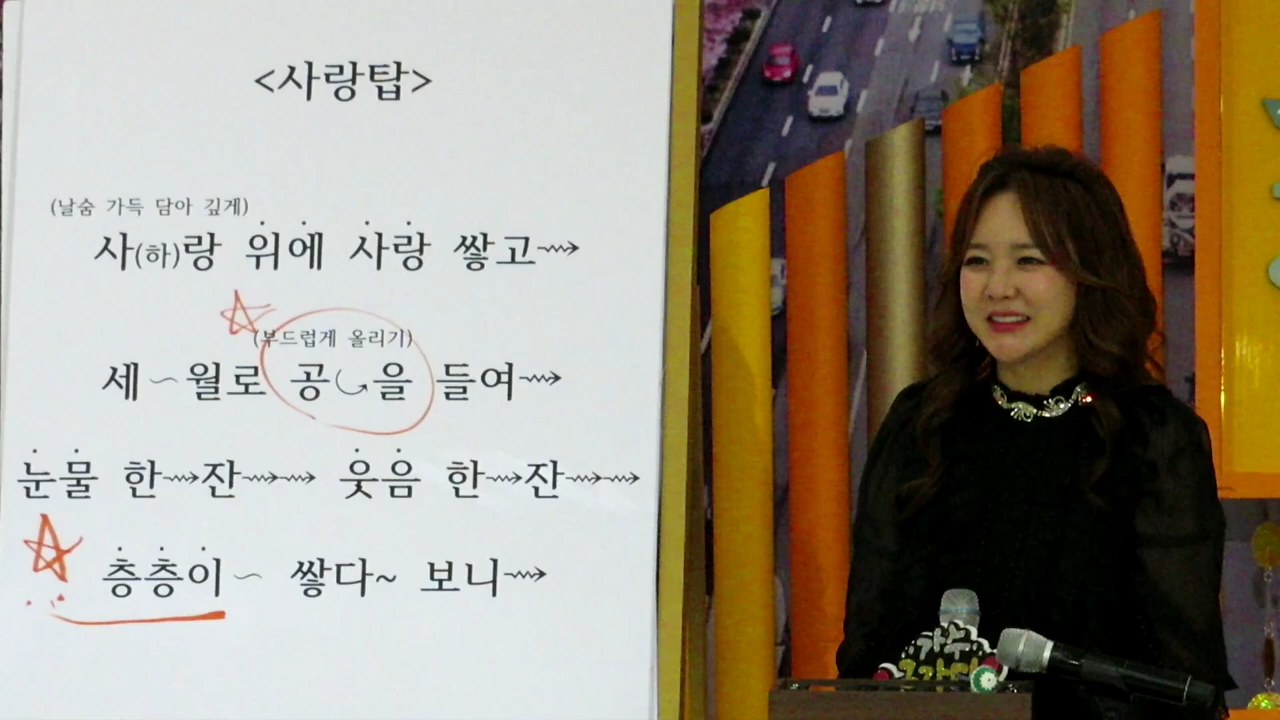 <사랑탑>
(날숨 가득 담아 깊게)
사(하)랑 위에 사랑 쌓고
(부드럽게 올리기)
세 월로 공 을 들여
눈물 한 잔 웃음 한 잔
층층이 쌓다~ 보니
가수